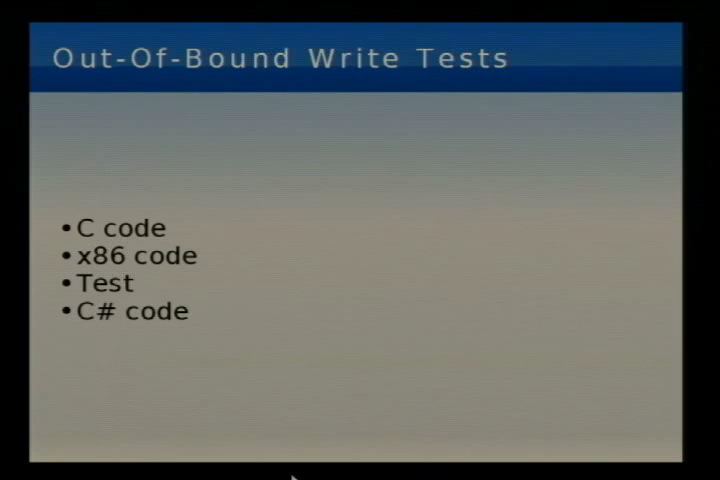 Out-Of-Bound Write Tests
• C code
• x86 code
• Test
• C# code